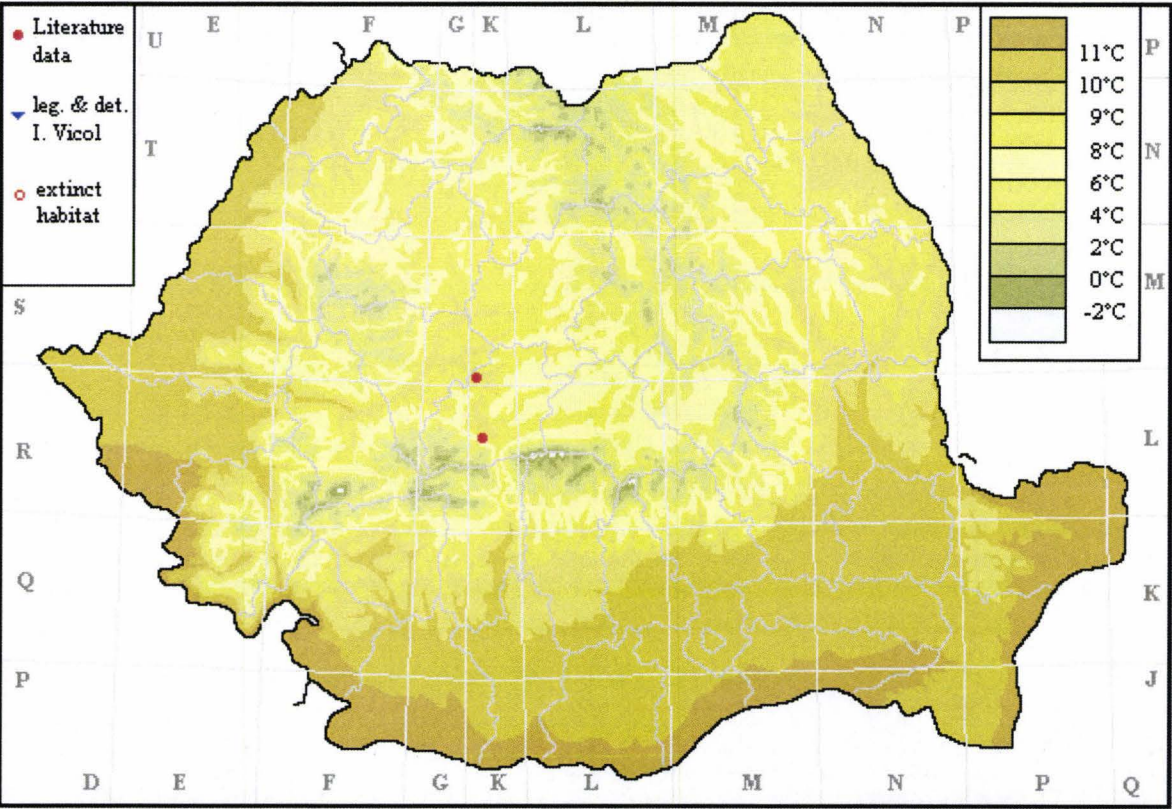 Literature
data
leg. & det.
I. Vicol
extinct
habitat
E F G K L M N P
U
T
S
R
Q
P
11°C
10°C
9°C
8°C
6°C
4°C
2°C
0°C
-2°C
P
N
M
L
K
J
D E F G K L M N P Q